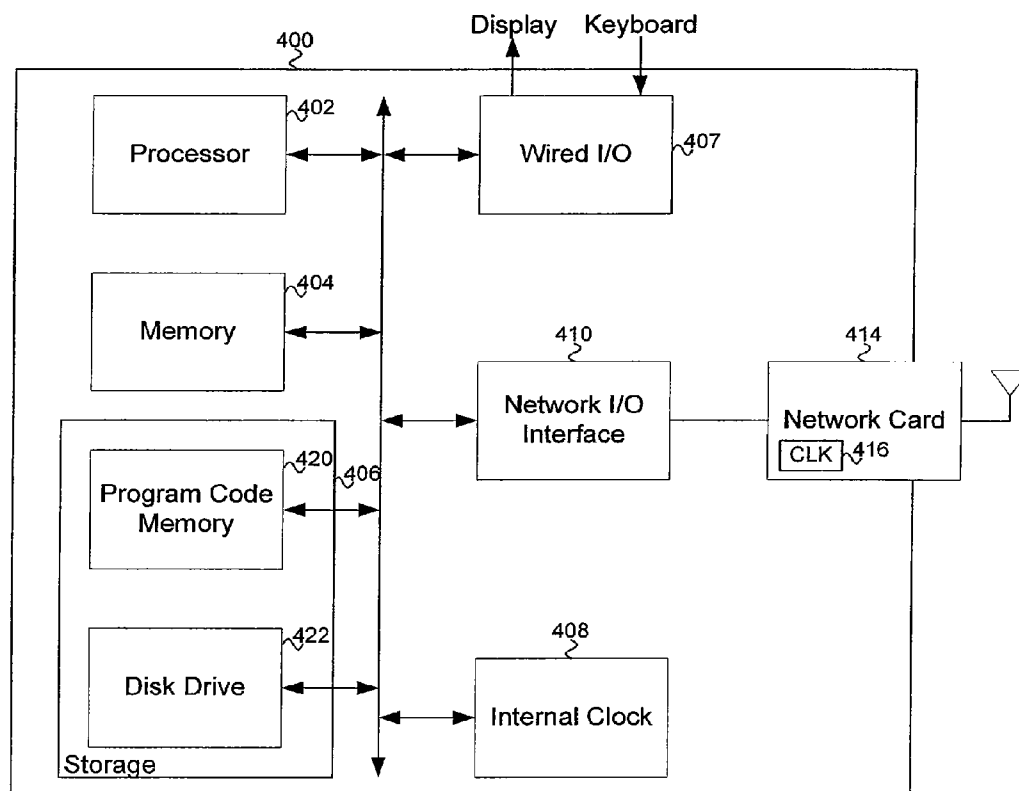 Display Keyboard
400
402
Processor
Wired I/O
407
404
Memory
410
Network I/O
Interface
414
Network Card
CLK 416
420
406
Program Code
Memory
422
Disk Drive
408
Internal Clock
Storage